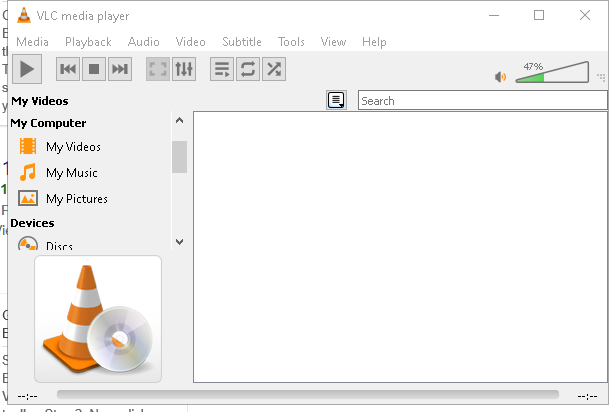 VLC media player
Media Playback Audio Video Subtitle Tools View Help
47%
My Videos
Search
My Computer
My Videos
My Music
My Pictures
Devices
Discs
--:--
--:--